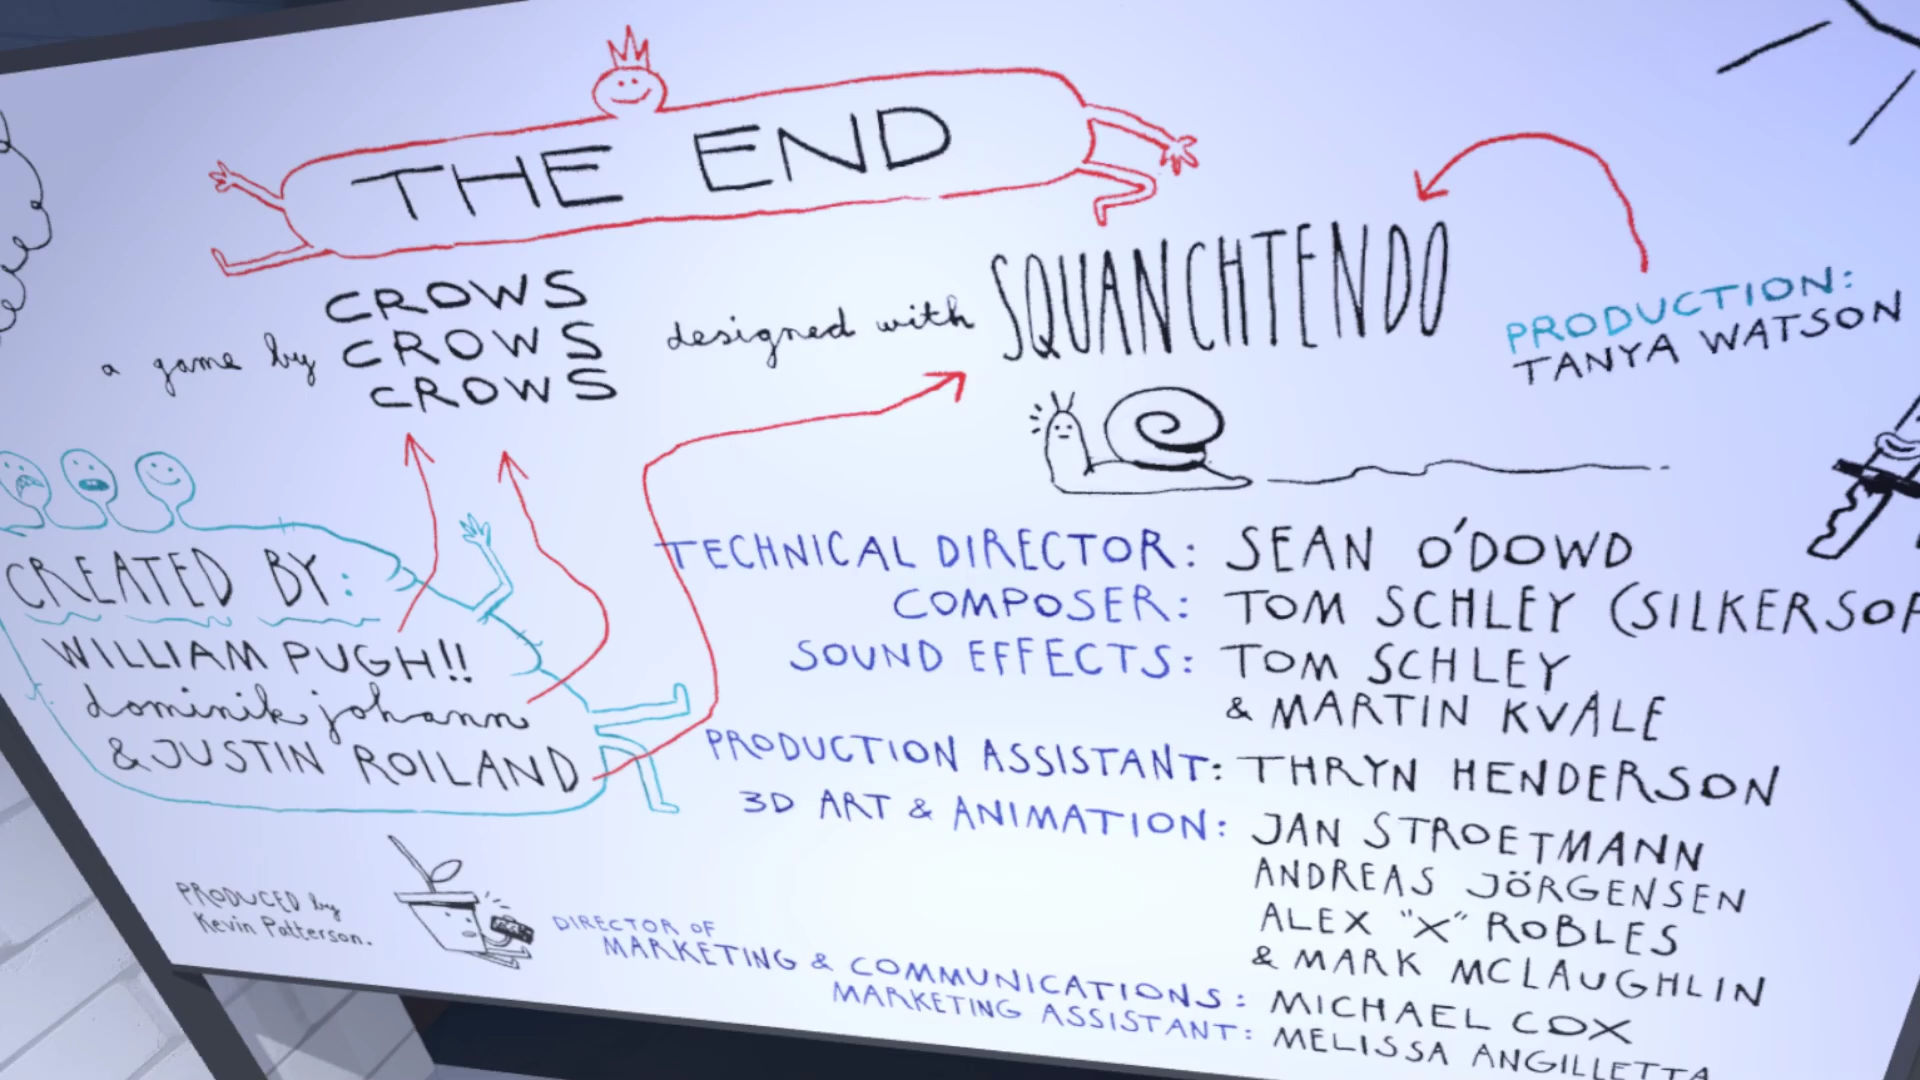 THE END
a game by CROWS CROWS CROWS designed with SQUANCHTENDO
PRODUCTION:
TANYA WATSON
CREATED BY:
WILLIAM PUGH!!
dominik johann
& JUSTIN ROILAND
TECHNICAL DIRECTOR: SEAN O'DOWD
COMPOSER: TOM SCHLEY (SILKERSOF
SOUND EFFECTS: TOM SCHLEY
& MARTIN KVALE
PRODUCTION ASSISTANT: THRYN HENDERSON
3D ART & ANIMATION: JAN STROETMANN
ANDREAS JÖRGENSEN
ALEX "X" ROBLES
& MARK MCLAUGHLIN
PRODUCED by
Kevin Patterson.
DIRECTOR OF
MARKETING & COMMUNICATIONS: MICHAEL COX
MARKETING ASSISTANT: MELISSA ANGILLETTA